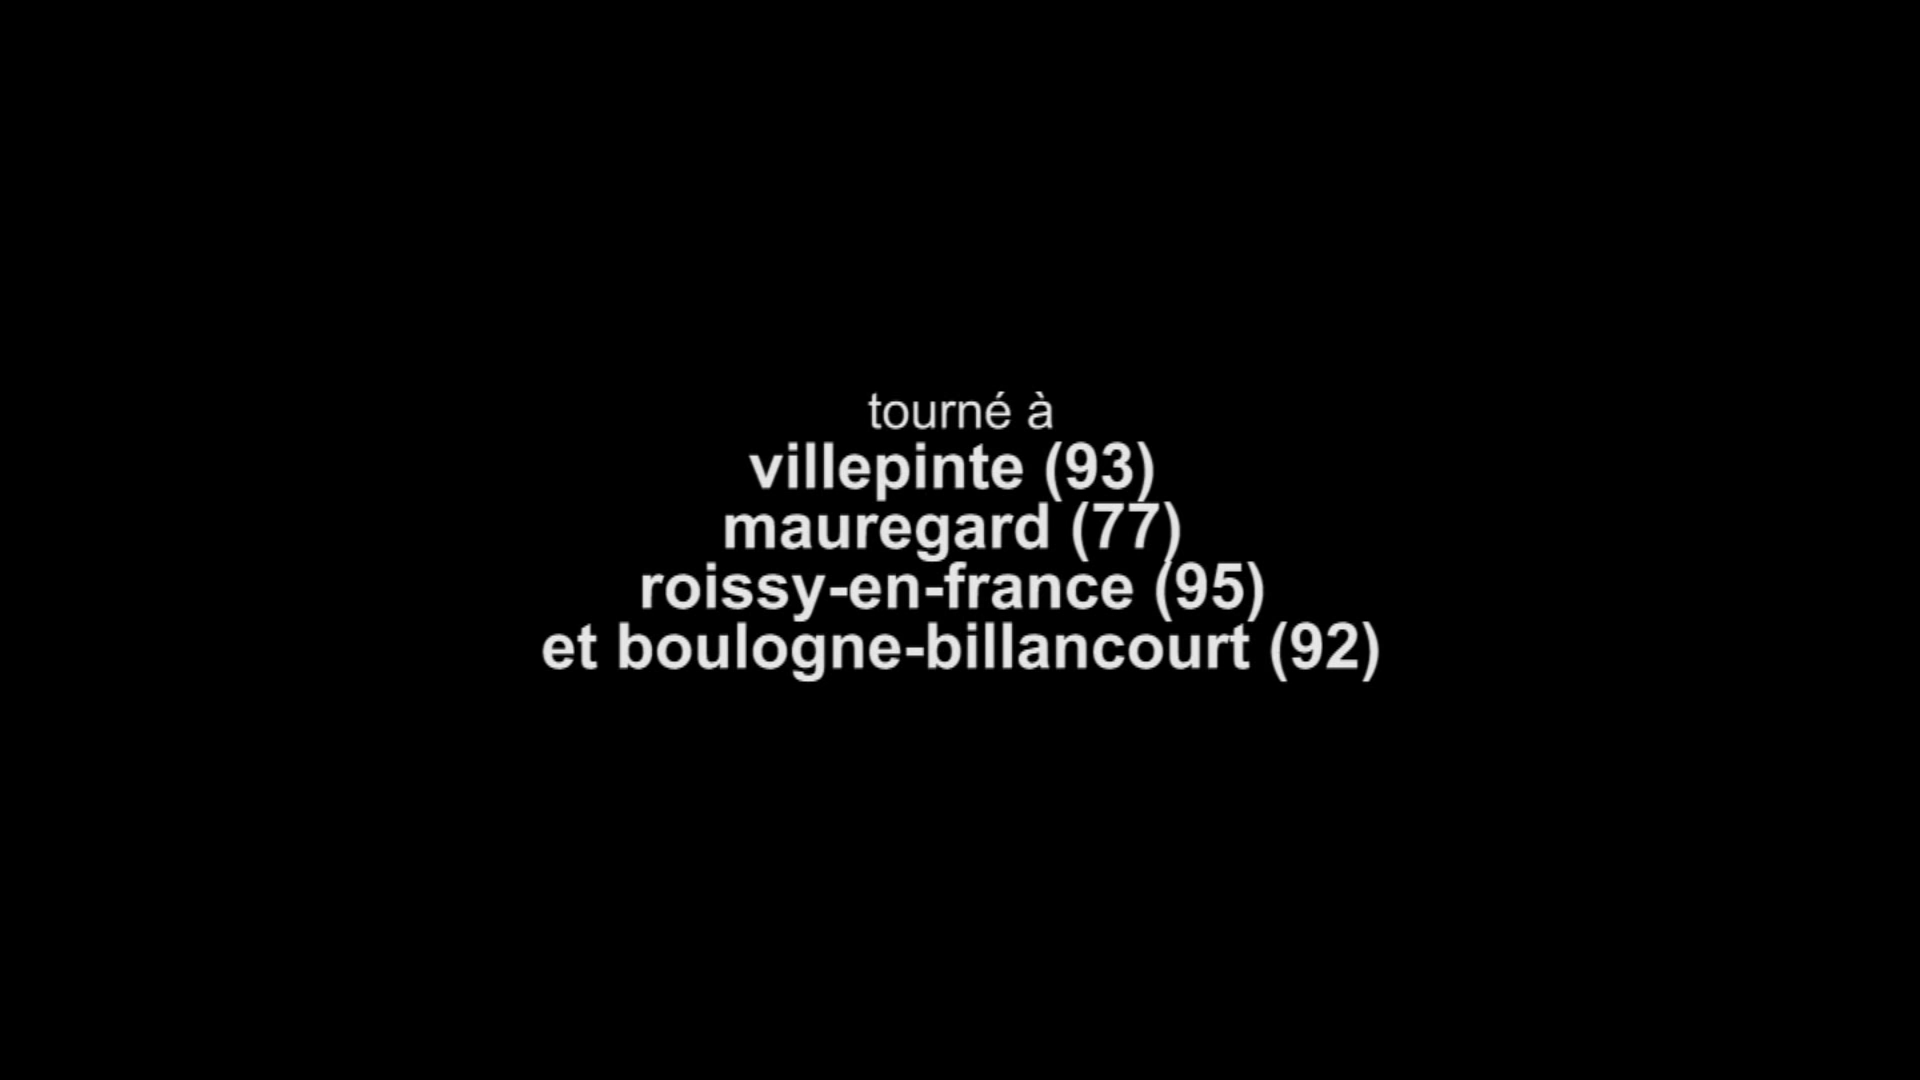 tourné à
villepinte (93)
mauregard (77)
roissy-en-france (95)
et boulogne-billancourt (92)